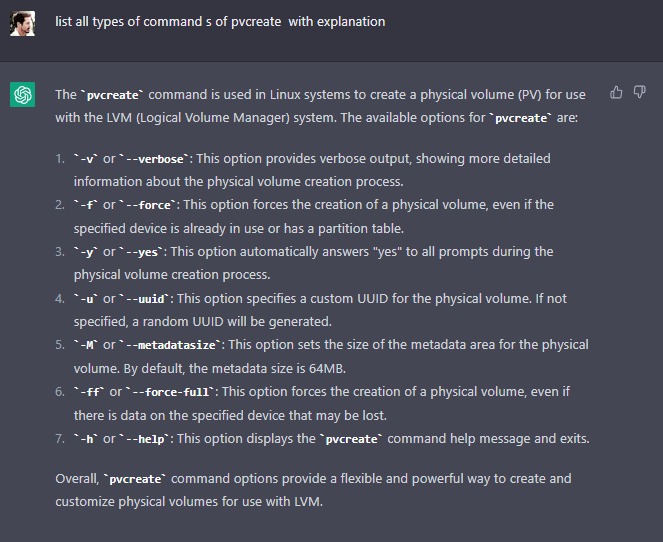 list all types of command s of pvcreate  with explanation
The `pvcreate` command is used in Linux systems to create a physical volume (PV) for use
with the LVM (Logical Volume Manager) system. The available options for `pvcreate` are:
1. `-v` or `--verbose`: This option provides verbose output, showing more detailed
information about the physical volume creation process.
2. `-f` or `--force`: This option forces the creation of a physical volume, even if the
specified device is already in use or has a partition table.
3. `-y` or `--yes`: This option automatically answers "yes" to all prompts during the
physical volume creation process.
4. `-u` or `--uuid`: This option specifies a custom UUID for the physical volume. If not
specified, a random UUID will be generated.
5. `-M` or `--metadatasize`: This option sets the size of the metadata area for the physical
volume. By default, the metadata size is 64MB.
6. `-ff` or `--force-full`: This option forces the creation of a physical volume, even if
there is data on the specified device that may be lost.
7. `-h` or `--help`: This option displays the `pvcreate` command help message and exits.
Overall, `pvcreate` command options provide a flexible and powerful way to create and
customize physical volumes for use with LVM.